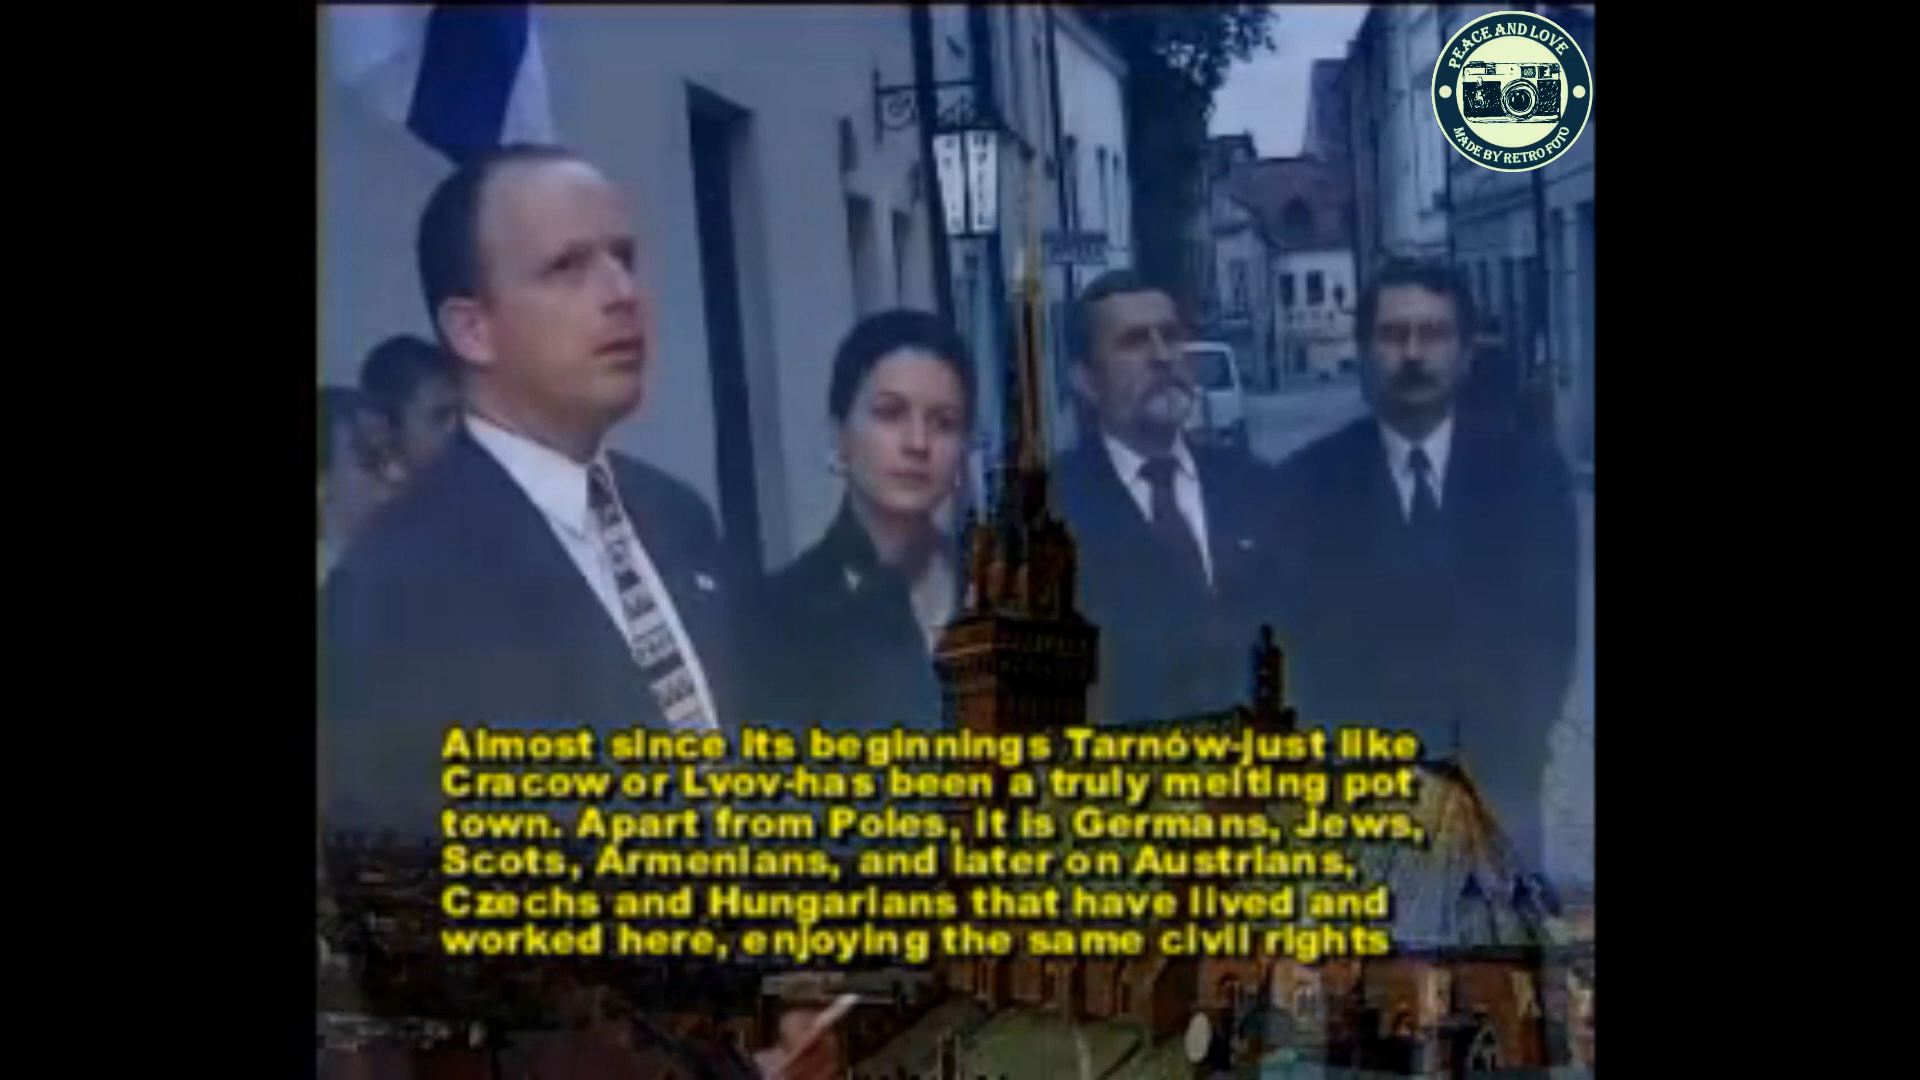 PEACE AND LOVE
MADE BY RETRO FOTO
Almost since its beginnings Tarnów-just like
Cracow or Lvov-has been a truly melting pot
town. Apart from Poles, it is Germans, Jews,
Scots, Armenians, and later on Austrians,
Czechs and Hungarians that have lived and
worked here, enjoying the same civil rights